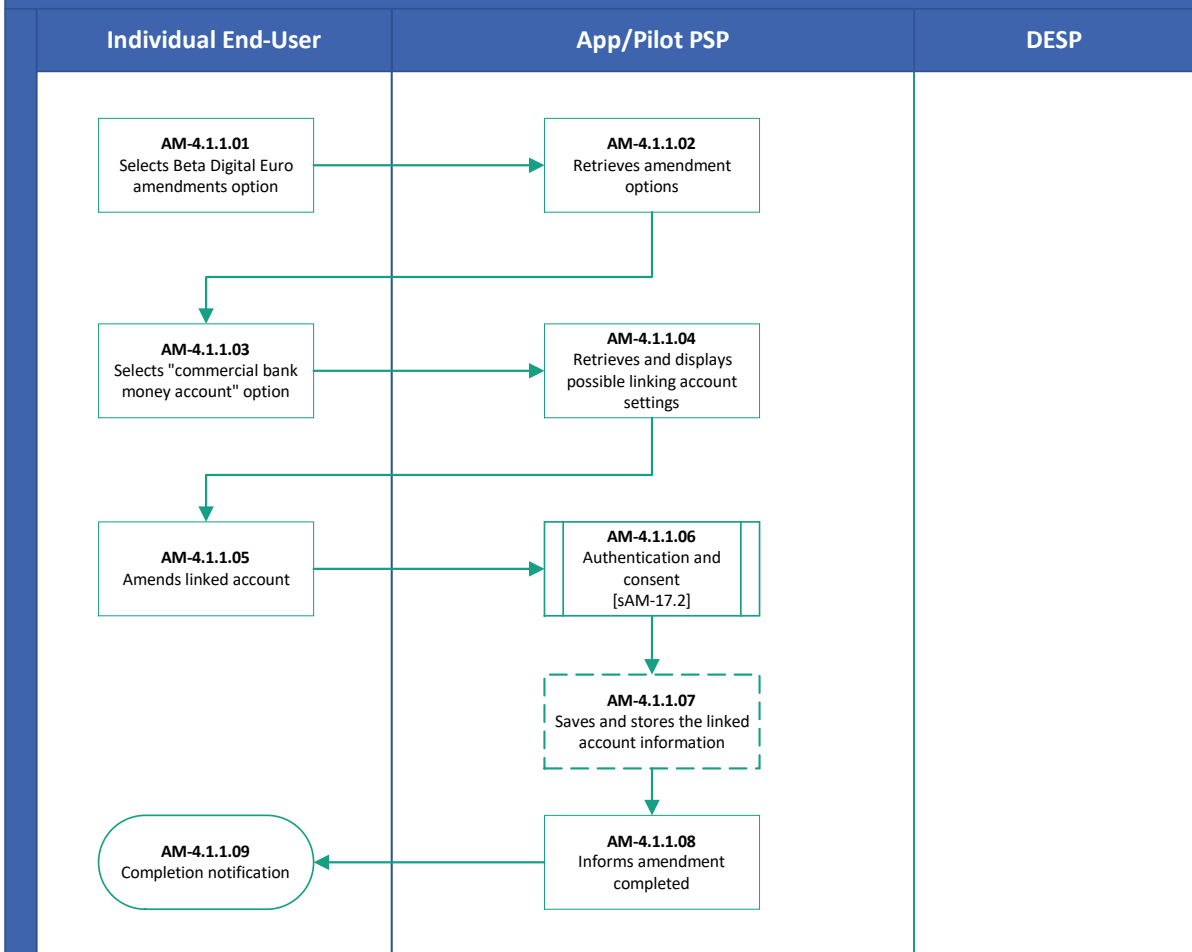 Individual End-User
App/Pilot PSP
DESP
AM-4.1.1.01
Selects Beta Digital Euro
amendments option
AM-4.1.1.02
Retrieves amendment
options
AM-4.1.1.03
Selects "commercial bank
money account" option
AM-4.1.1.04
Retrieves and displays
possible linking account
settings
AM-4.1.1.05
Amends linked account
AM-4.1.1.06
Authentication and
consent
[sAM-17.2]
AM-4.1.1.07
Saves and stores the linked
account information
AM-4.1.1.08
Informs amendment
completed
AM-4.1.1.09
Completion notification